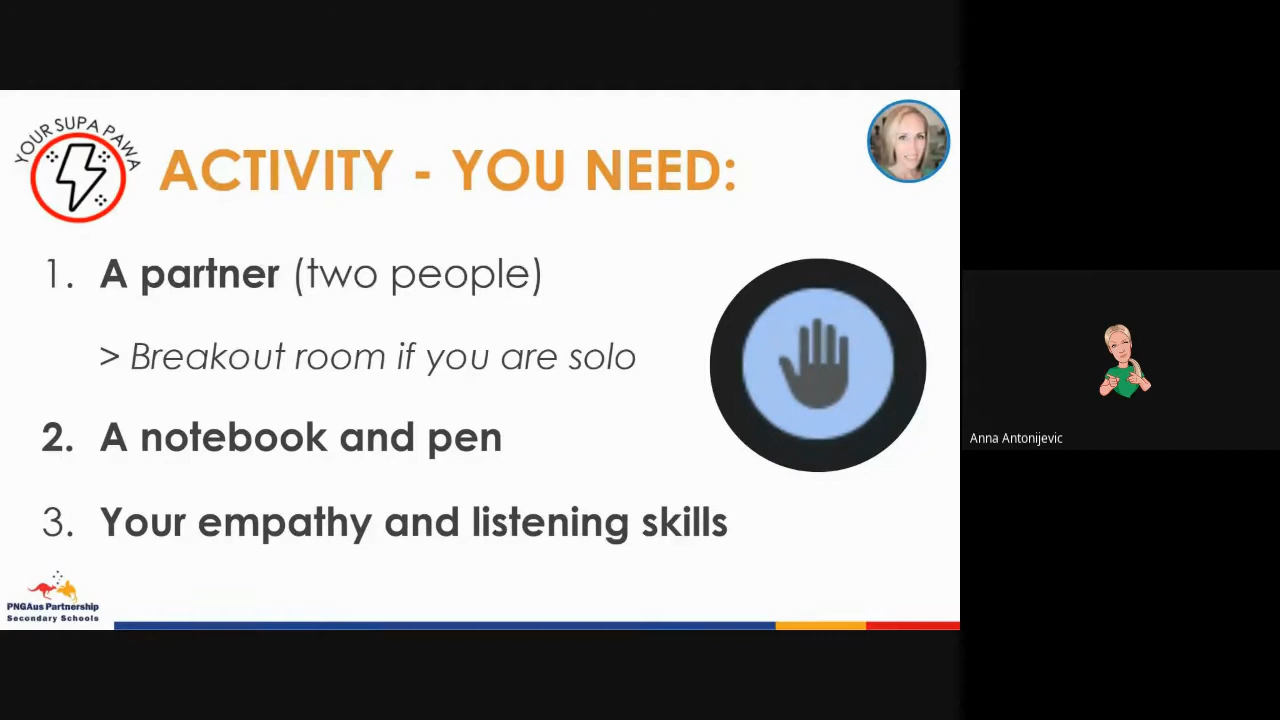 YOUR SUPA PAWA
ACTIVITY - YOU NEED:
1. A partner (two people)
> Breakout room if you are solo
2. A notebook and pen
3. Your empathy and listening skills
PNGAus Partnership
Secondary Schools
Anna Antonijevic